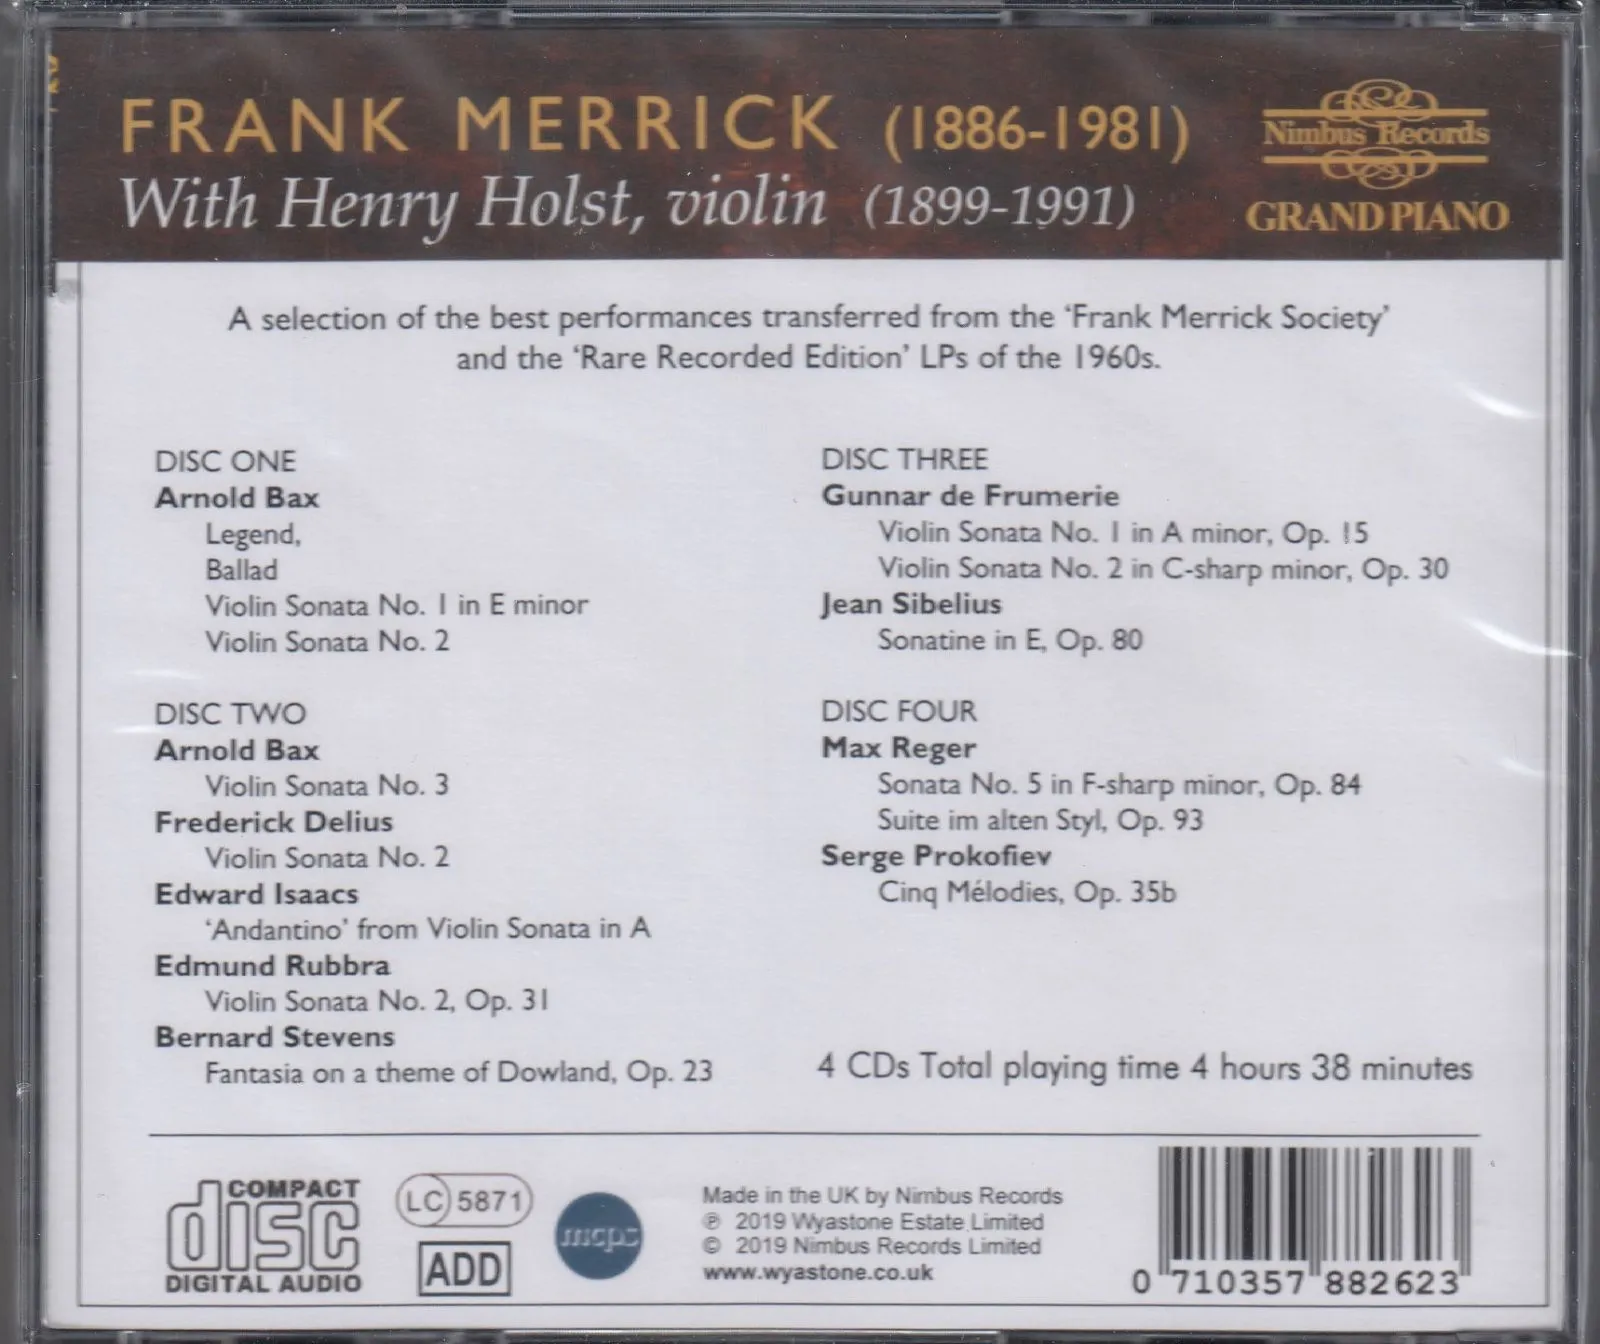 FRANK MERRICK (1886-1981)
With Henry Holst, violin (1899-1991)
Nimbus Records
GRAND PIANO
A selection of the best performances transferred from the ‘Frank Merrick Society’
and the ‘Rare Recorded Edition’ LPs of the 1960s.
DISC ONE
Arnold Bax
Legend,
Ballad
Violin Sonata No. 1 in E minor
Violin Sonata No. 2
DISC TWO
Arnold Bax
Violin Sonata No. 3
Frederick Delius
Violin Sonata No. 2
Edward Isaacs
‘Andantino’ from Violin Sonata in A
Edmund Rubbra
Violin Sonata No. 2, Op. 31
Bernard Stevens
Fantasia on a theme of Dowland, Op. 23
DISC THREE
Gunnar de Frumerie
Violin Sonata No. 1 in A minor, Op. 15
Violin Sonata No. 2 in C-sharp minor, Op. 30
Jean Sibelius
Sonatine in E, Op. 80
DISC FOUR
Max Reger
Sonata No. 5 in F-sharp minor, Op. 84
Suite im alten Styl, Op. 93
Serge Prokofiev
Cinq Mélodies, Op. 35b
4 CDs Total playing time 4 hours 38 minutes
COMPACT
disc
DIGITAL AUDIO
LC 5871
ADD
mcps
Made in the UK by Nimbus Records
℗ 2019 Wyastone Estate Limited
© 2019 Nimbus Records Limited
www.wyastone.co.uk
0 710357 882623